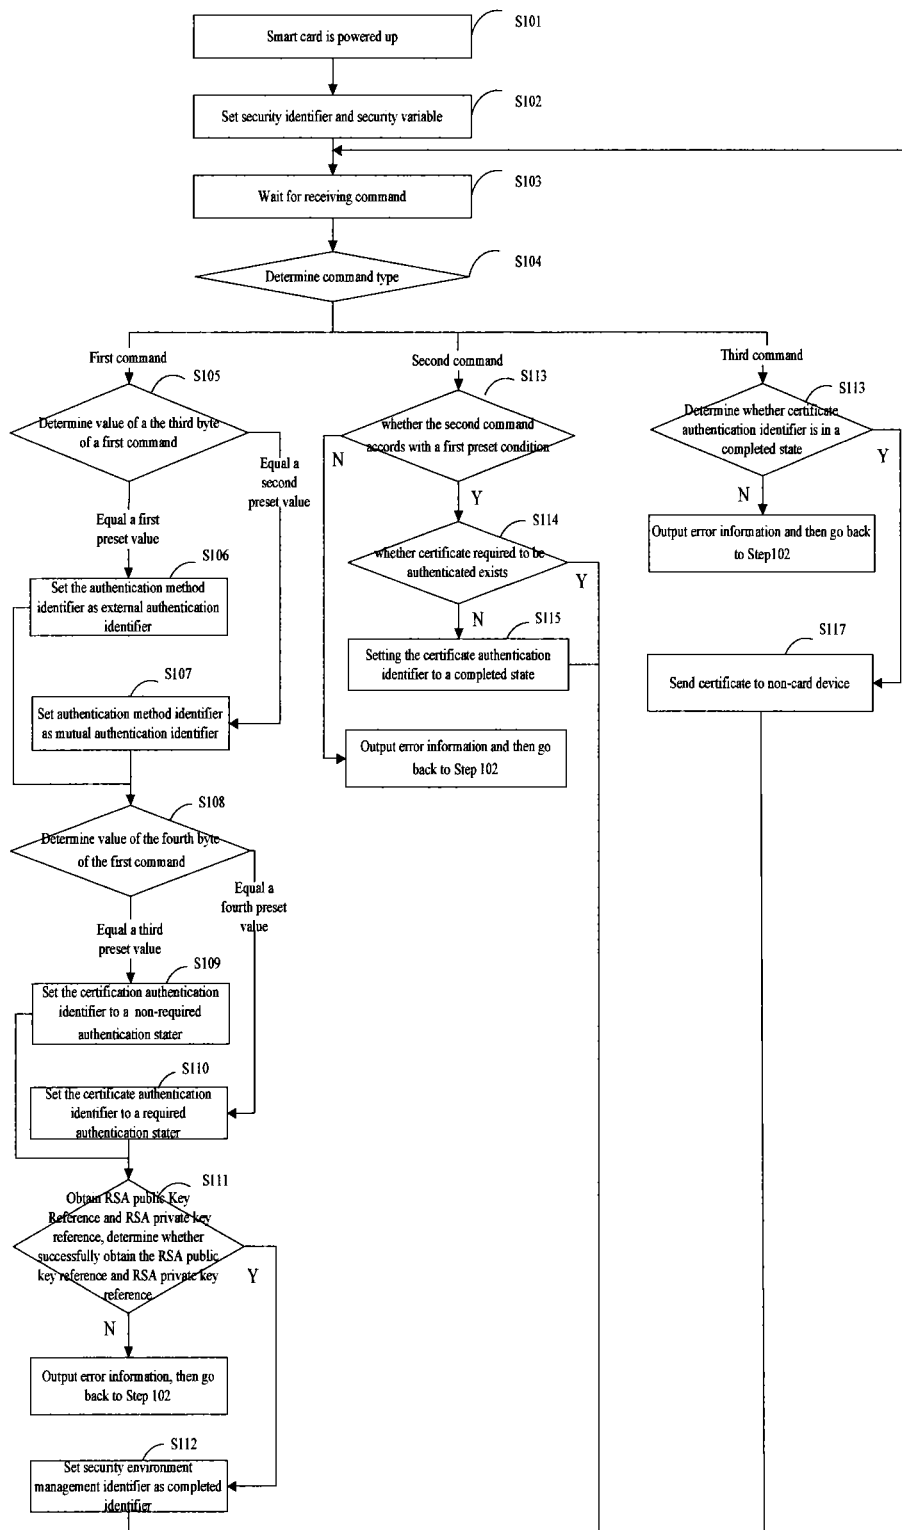 S101
Smart card is powered up
S102
Set security identifier and security variable
S103
Wait for receiving command
S104
Determine command type
First command
Second command
Third command
S105
Determine value of a the third byte
of a first command
Equal a
second
preset value
Equal a first
preset value
S106
Set the authentication method
identifier as external authentication
identifier
S107
Set authentication method identifier
as mutual authentication identifier
S108
Determine value of the fourth byte
of the first command
Equal a
fourth preset
value
Equal a third
preset value
S109
Set the certification authentication
identifier to a non-required
authentication stater
S110
Set the certificate authentication
identifier to a required
authentication stater
S111
Obtain RSA public Key
Reference and RSA private key
reference, determine whether
successfully obtain the RSA public
key reference and RSA private key
reference
Y
N
Output error information, then go
back to Step 102
S112
Set security environment
management identifier as completed
identifier
S113
whether the second command
accords with a first preset condition
N
Y
S114
whether certificate required to be
authenticated exists
Y
N
S115
Setting the certificate authentication
identifier to a completed state
Output error information and then go
back to Step 102
S113
Determine whether certificate
authentication identifier is in a
completed state
Y
N
Output error information and then go back
to Step102
S117
Send certificate to non-card device